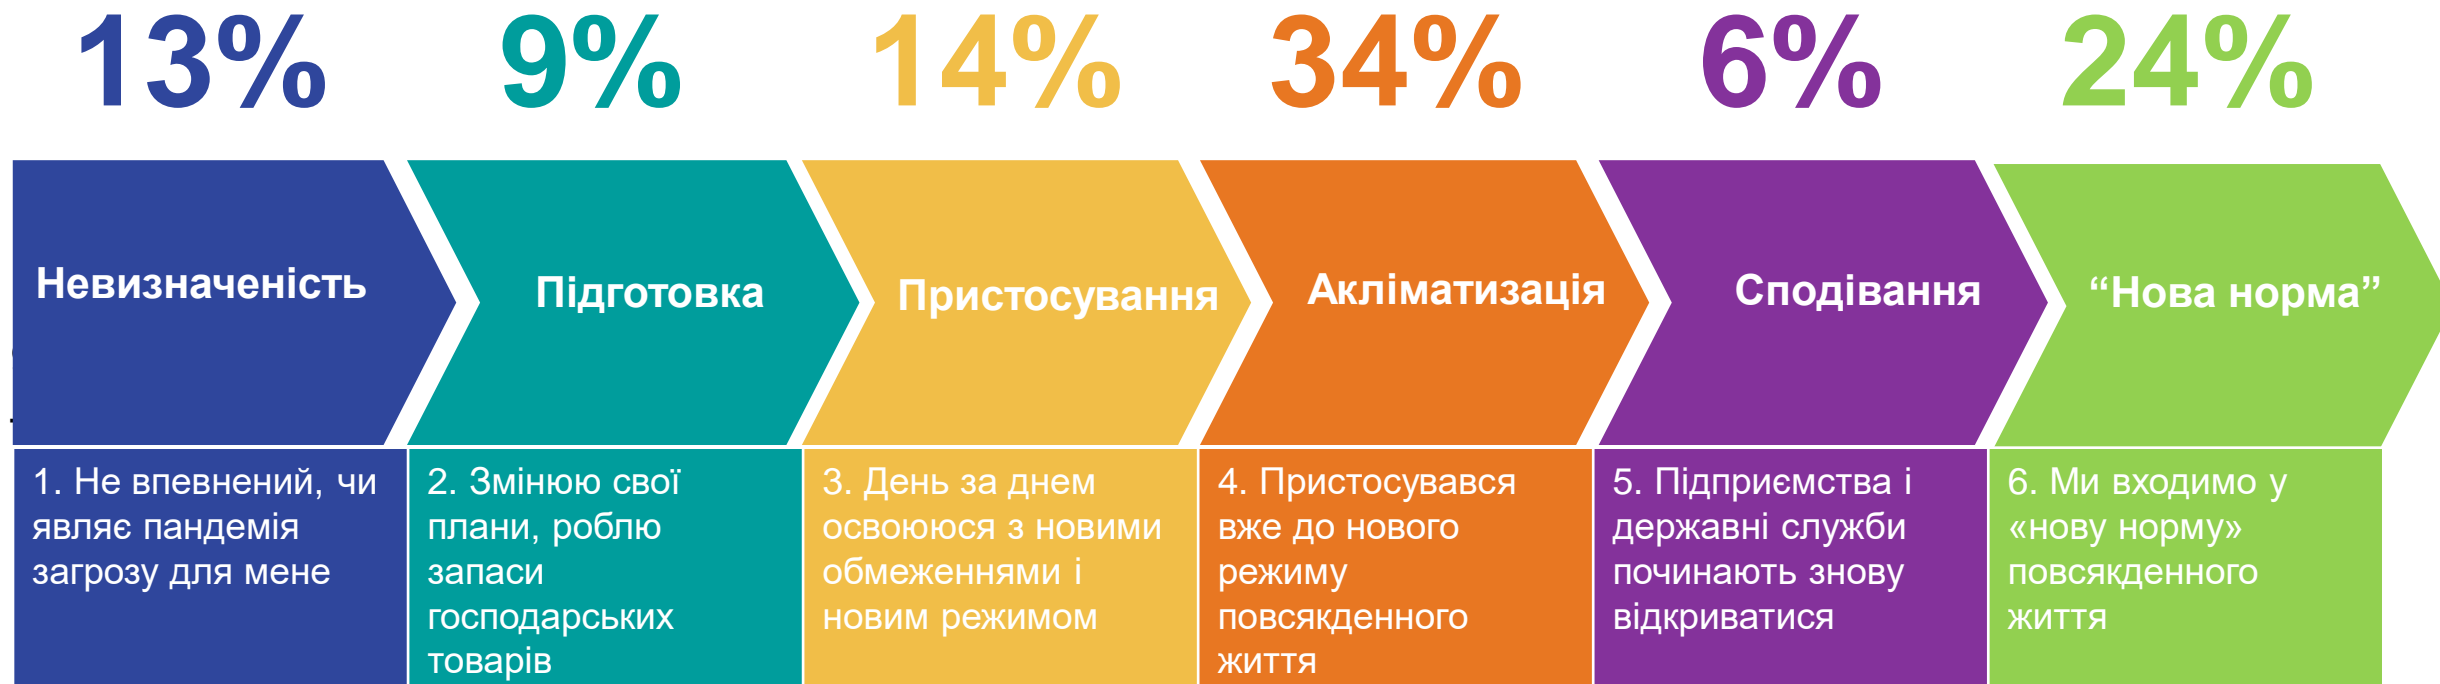 13% 9% 14% 34% 6% 24%
Невизначеність
Підготовка
Пристосування
Акліматизація
Сподівання
“Нова норма”
1. Не впевнений, чи
являє пандемія
загрозу для мене
2. Змінюю свої
плани, роблю
запаси
господарських
товарів
3. День за днем
освоююся з новими
обмеженнями і
новим режимом
4. Пристосувався
вже до нового
режиму
повсякденного
життя
5. Підприємства і
державні служби
починають знову
відкриватися
6. Ми входимо у
«нову норму»
повсякденного
життя